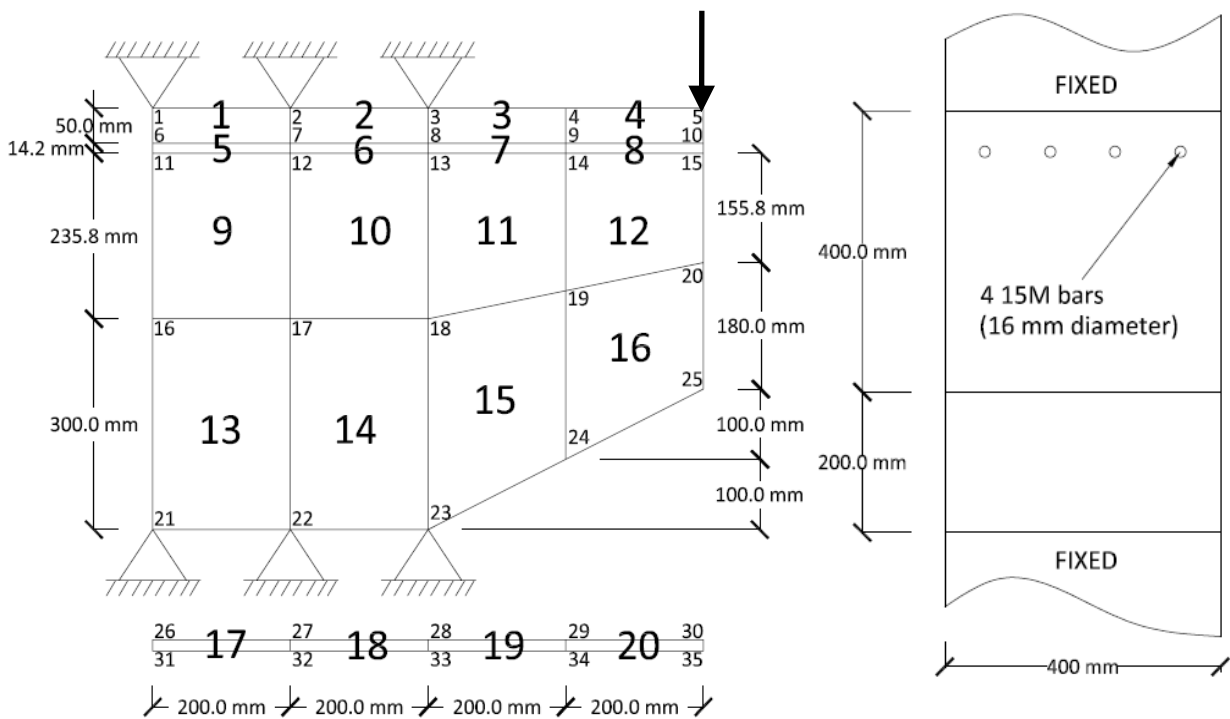 1 2 3 4
1 2 3 4 5
50.0 mm
6 7 8 9 10
14.2 mm
5 6 7 8
11 12 13 14 15
235.8 mm
9 10 11 12
155.8 mm
20
19
16 17 18
180.0 mm
16
25
300.0 mm
13 14 15
24
100.0 mm
100.0 mm
21 22 23
26 27 28 29 30
17 18 19 20
31 32 33 34 35
200.0 mm 200.0 mm 200.0 mm 200.0 mm
FIXED
400.0 mm
4 15M bars
(16 mm diameter)
200.0 mm
FIXED
400 mm